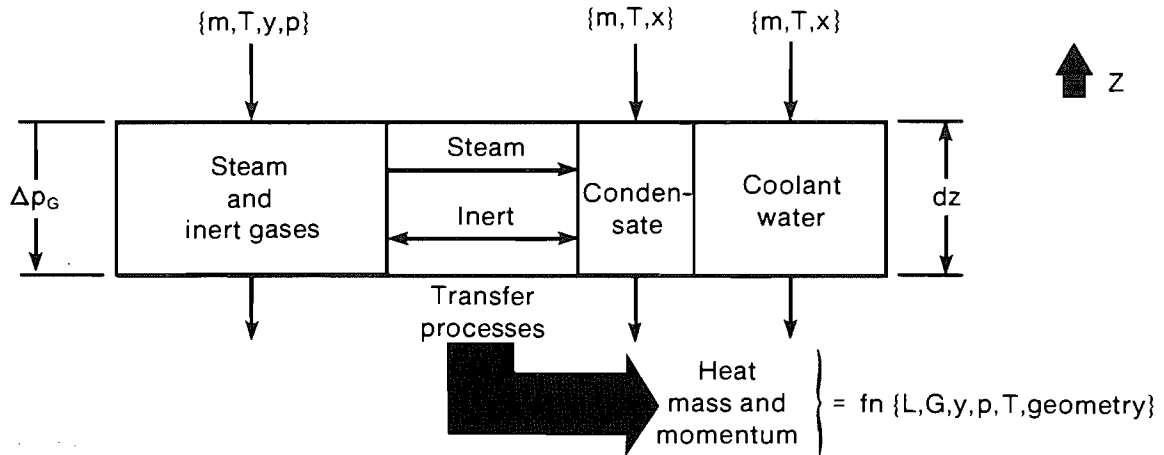 {m,T,y,p}
{m,T,x}
{m,T,x}
Z
Δp_G
Steam
and
inert gases
Steam
Inert
Conden-
sate
Coolant
water
dz
Transfer
processes
Heat
mass and
momentum
= fn {L,G,y,p,T,geometry}